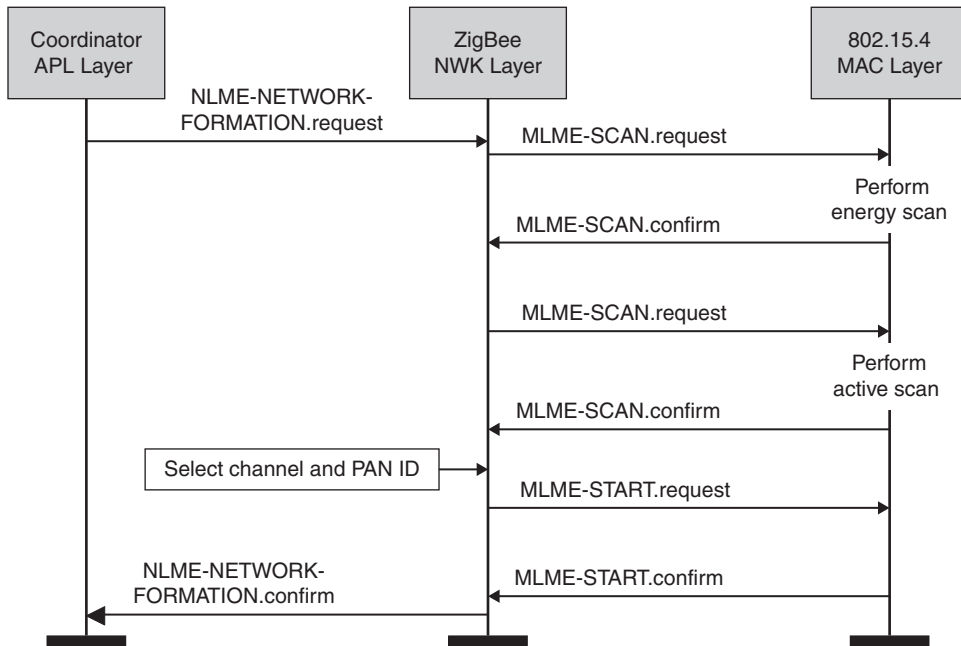 Coordinator
APL Layer
ZigBee
NWK Layer
802.15.4
MAC Layer
NLME-NETWORK-
FORMATION.request
MLME-SCAN.request
Perform
energy scan
MLME-SCAN.confirm
MLME-SCAN.request
Perform
active scan
MLME-SCAN.confirm
Select channel and PAN ID
MLME-START.request
NLME-NETWORK-
FORMATION.confirm
MLME-START.confirm